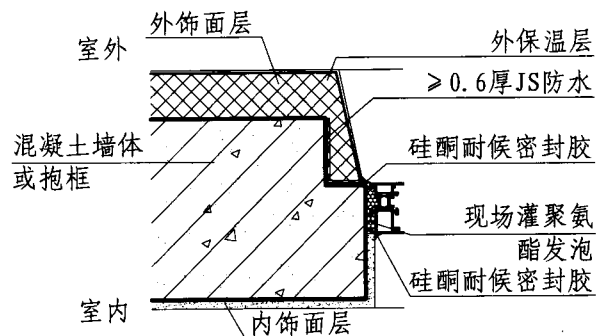 外饰面层
室外
外保温层
≥0.6厚JS防水
混凝土墙体
或抱框
硅酮耐候密封胶
现场灌聚氨
酯发泡
硅酮耐候密封胶
室内
内饰面层